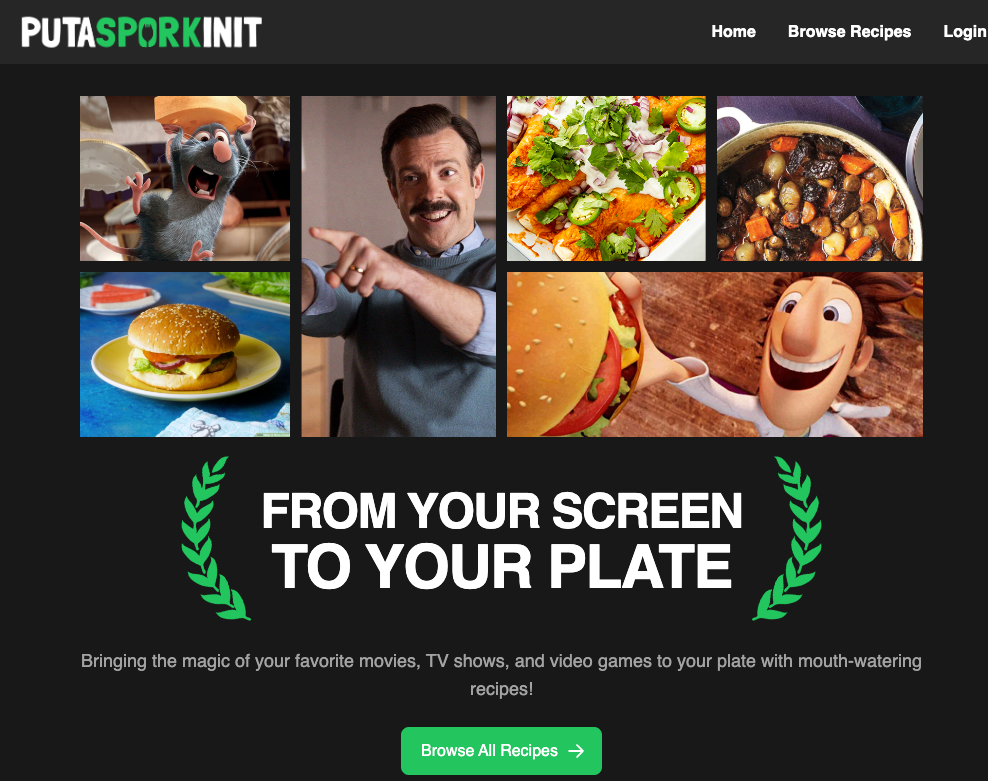 PUTASPORKINIT
Home Browse Recipes Login
FROM YOUR SCREEN
TO YOUR PLATE
Bringing the magic of your favorite movies, TV shows, and video games to your plate with mouth-watering
recipes!
Browse All Recipes →